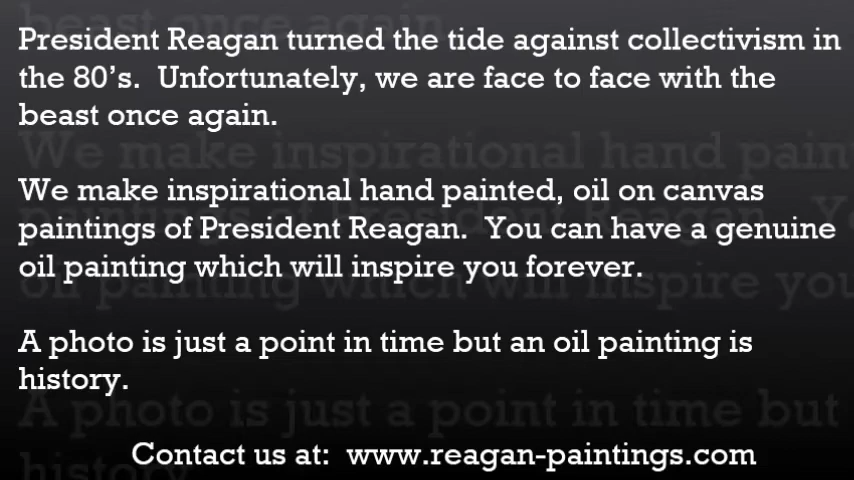 President Reagan turned the tide against collectivism in
the 80's.  Unfortunately, we are face to face with the
beast once again.
We make inspirational hand painted, oil on canvas
paintings of President Reagan.  You can have a genuine
oil painting which will inspire you forever.
A photo is just a point in time but an oil painting is
history.
Contact us at:  www.reagan-paintings.com